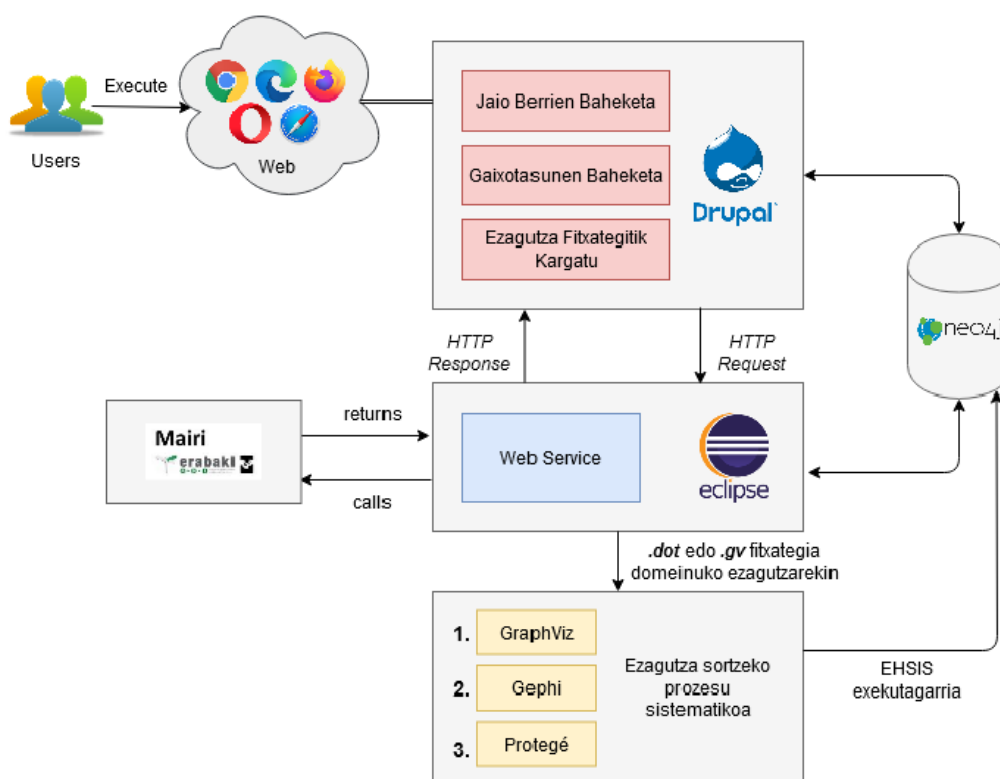 Users
Execute
Web
Jaio Berrien Baheketa
Gaixotasunen Baheketa
Ezagutza Fitxategitik
Kargatu
Drupal
neo4j
HTTP
Response
HTTP
Request
Mairi
erabaki
returns
calls
Web Service
eclipse
.dot edo .gv fitxategia
domeinuko ezagutzarekin
1. GraphViz
2. Gephi
3. Protegé
Ezagutza sortzeko
prozesu
sistematikoa
EHSIS
exekutagarria